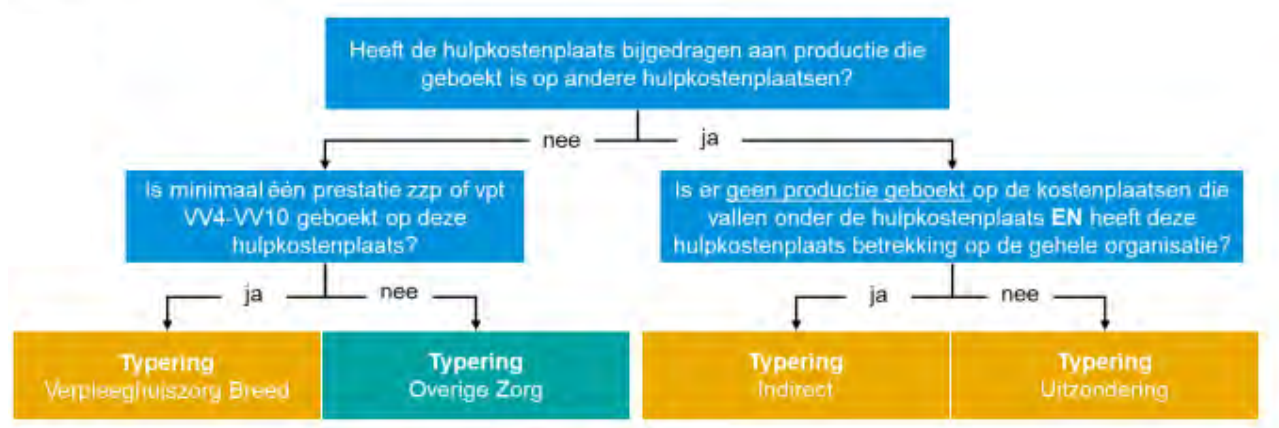 Heeft de hulpkostenplaats bijgedragen aan productie die
geboekt is op andere hulpkostenplaatsen?
nee
ja
Is minimaal één prestatie zzp of vpt
VV4-VV10 geboekt op deze
hulpkostenplaats?
Is er geen productie geboekt op de kostenplaatsen die
vallen onder de hulpkostenplaats EN heeft deze
hulpkostenplaats betrekking op de gehele organisatie?
ja
nee
ja
nee
Typering
Verpleeghuiszorg Breed
Typering
Overige Zorg
Typering
Indirect
Typering
Uitzondering